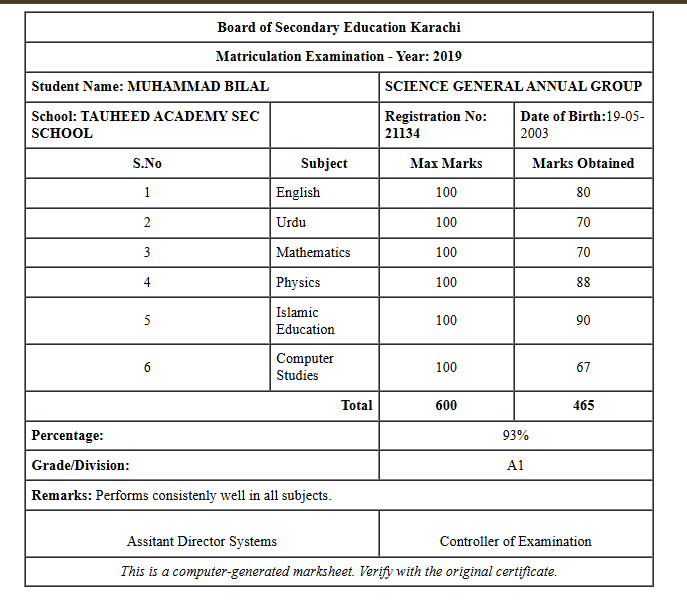 Board of Secondary Education Karachi
Matriculation Examination - Year: 2019
Student Name: MUHAMMAD BILAL SCIENCE GENERAL ANNUAL GROUP
School: TAUHEED ACADEMY SEC
SCHOOL
Registration No:
21134
Date of Birth:19-05-
2003
S.No Subject Max Marks Marks Obtained
1 English 100 80
2 Urdu 100 70
3 Mathematics 100 70
4 Physics 100 88
5 Islamic
Education 100 90
6 Computer
Studies 100 67
Total 600 465
Percentage: 93%
Grade/Division: A1
Remarks: Performs consistenly well in all subjects.
Assitant Director Systems Controller of Examination
This is a computer-generated marksheet. Verify with the original certificate.